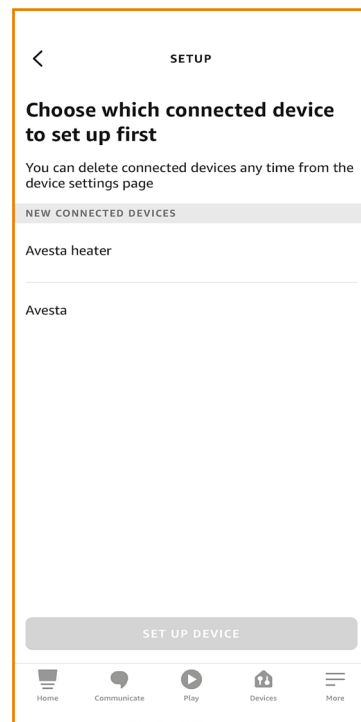 SETUP
Choose which connected device
to set up first
You can delete connected devices any time from the
device settings page
NEW CONNECTED DEVICES
Avesta heater
Avesta
SET UP DEVICE
Home Communicate Play Devices More